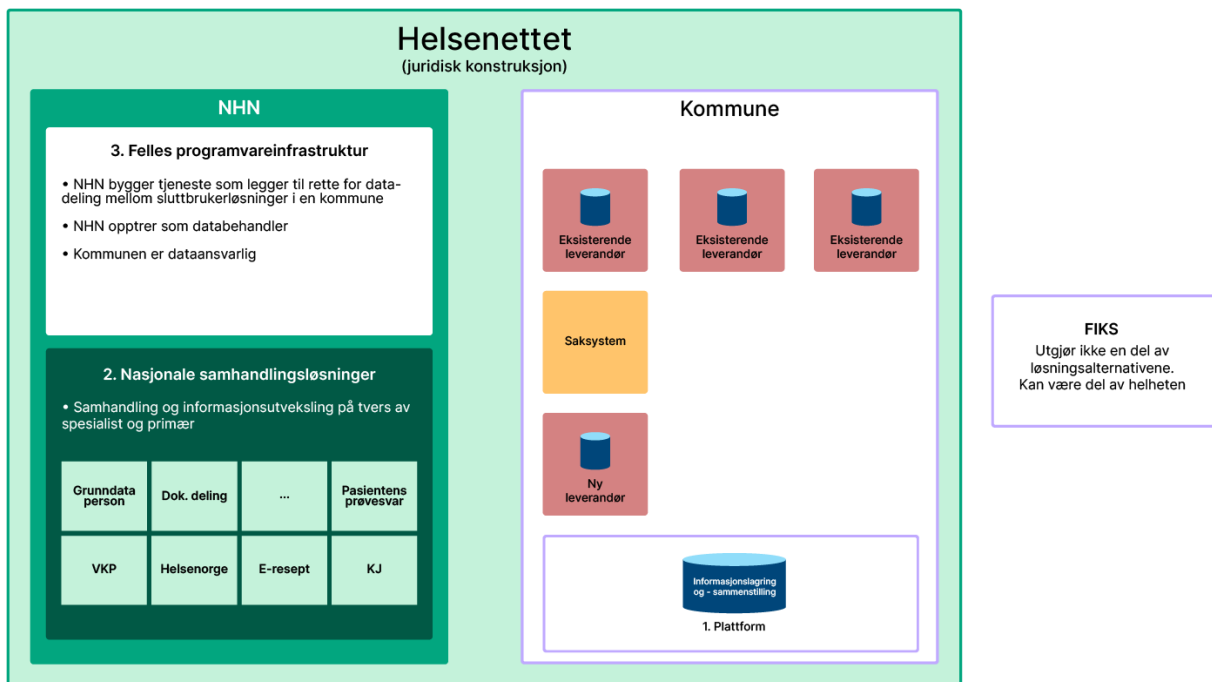 Helsenettet
(juridisk konstruksjon)
NHN
3. Felles programvareinfrastruktur
• NHN bygger tjeneste som legger til rette for data-
deling mellom sluttbrukerløsninger i en kommune
• NHN opptrer som databehandler
• Kommunen er dataansvarlig
2. Nasjonale samhandlingsløsninger
• Samhandling og informasjonsutveksling på tvers av
spesialist og primær
Grunndata
person
Dok. deling
...
Pasientens
prøvesvar
VKP
Helsenorge
E-resept
KJ
Kommune
Eksisterende
leverandør
Eksisterende
leverandør
Eksisterende
leverandør
Saksystem
Ny
leverandør
Informasjonslagring
og - sammenstilling
1. Plattform
FIKS
Utgjør ikke en del av
løsningsalternativene.
Kan være del av helheten